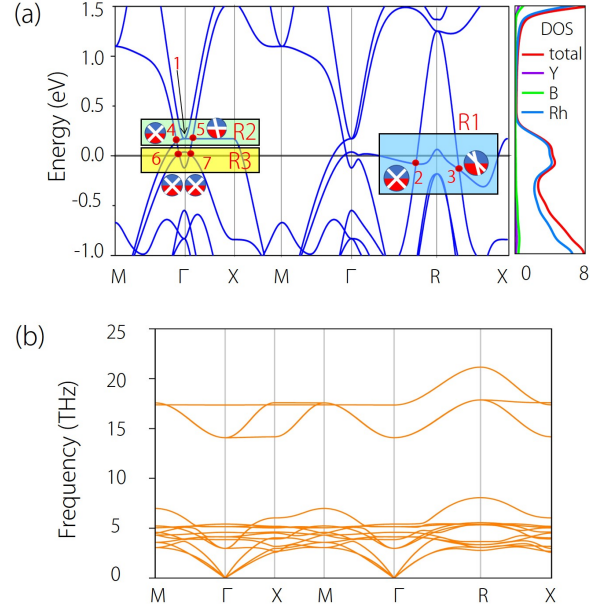 (a)
Energy (eV)
1.5
1.0
0.5
0.0
-0.5
-1.0
1
4
5
R2
6
7
R3
R1
2
3
M
Γ
X
M
Γ
R
X
DOS
total
Y
B
Rh
0
8
(b)
Frequency (THz)
25
20
15
10
5
0
M
Γ
X
M
Γ
R
X